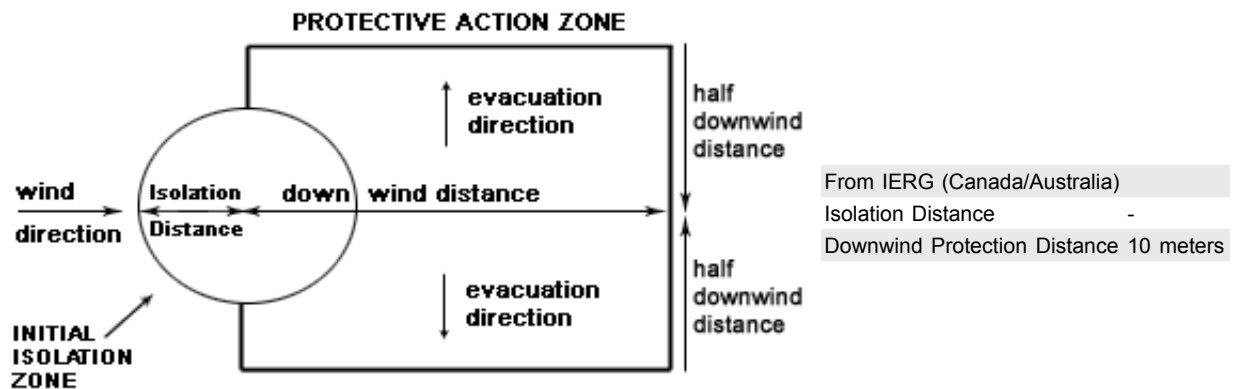 PROTECTIVE ACTION ZONE
evacuation
direction
half
downwind
distance
wind
direction
Isolation
Distance
down wind distance
From IERG (Canada/Australia)
Isolation Distance -
Downwind Protection Distance 10 meters
evacuation
direction
half
downwind
distance
INITIAL
ISOLATION
ZONE